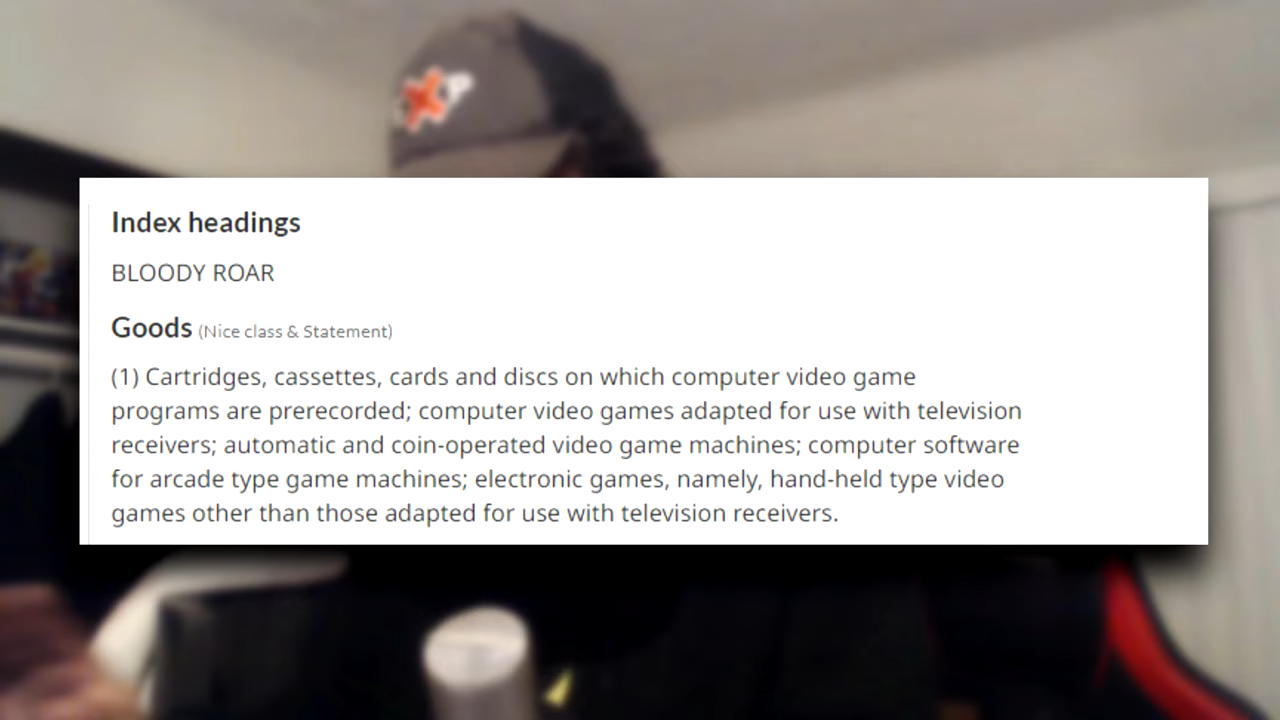 Index headings
BLOODY ROAR
Goods (Nice class & Statement)
(1) Cartridges, cassettes, cards and discs on which computer video game
programs are prerecorded; computer video games adapted for use with television
receivers; automatic and coin-operated video game machines; computer software
for arcade type game machines; electronic games, namely, hand-held type video
games other than those adapted for use with television receivers.